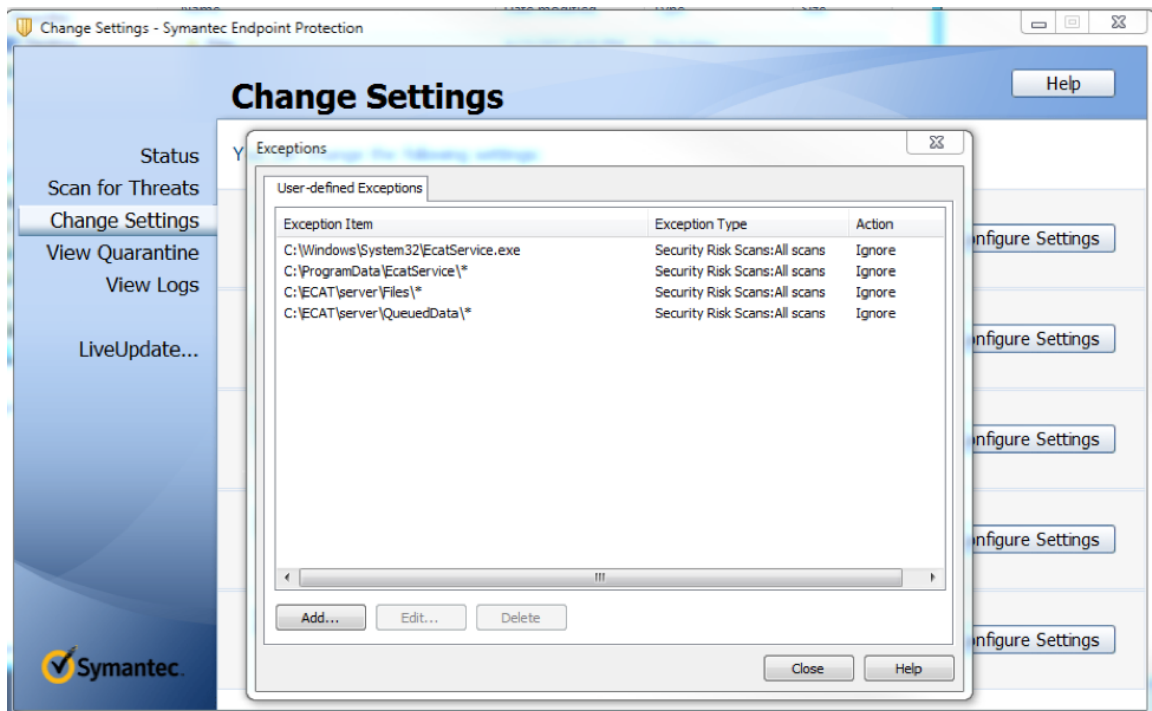 Change Settings - Symantec Endpoint Protection
Change Settings
Help
Status
Scan for Threats
Change Settings
View Quarantine
View Logs
LiveUpdate...
Exceptions
User-defined Exceptions
Exception Item Exception Type Action
C:\Windows\System32\EcatService.exe Security Risk Scans:All scans Ignore
C:\ProgramData\EcatService\* Security Risk Scans:All scans Ignore
C:\ECAT\server\Files\* Security Risk Scans:All scans Ignore
C:\ECAT\server\QueuedData\* Security Risk Scans:All scans Ignore
nfigure Settings
nfigure Settings
nfigure Settings
nfigure Settings
nfigure Settings
Add... Edit... Delete
Close Help
Symantec.